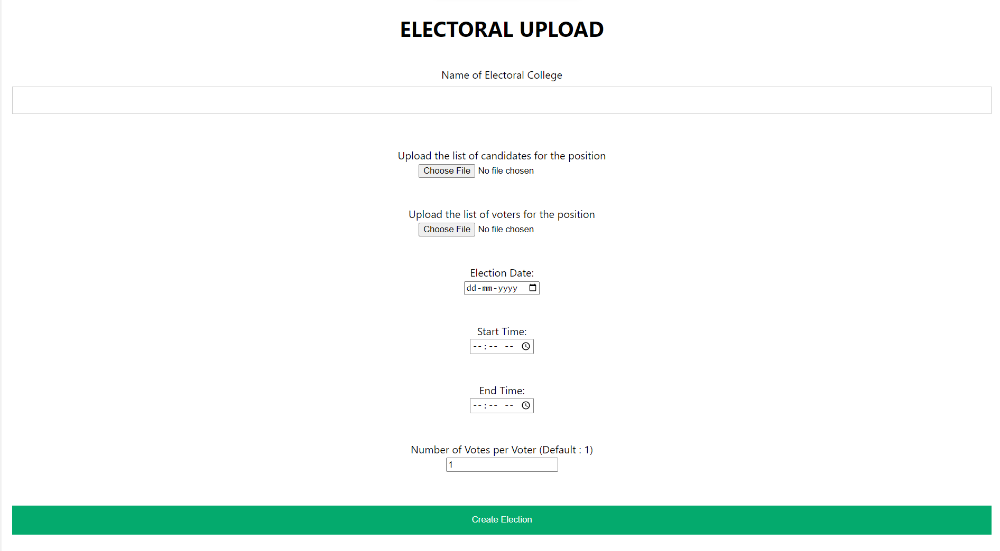 ELECTORAL UPLOAD
Name of Electoral College
Upload the list of candidates for the position
Choose File No file chosen
Upload the list of voters for the position
Choose File No file chosen
Election Date:
dd-mm-yyyy
Start Time:
--:-- --
End Time:
--:-- --
Number of Votes per Voter (Default : 1)
1
Create Election